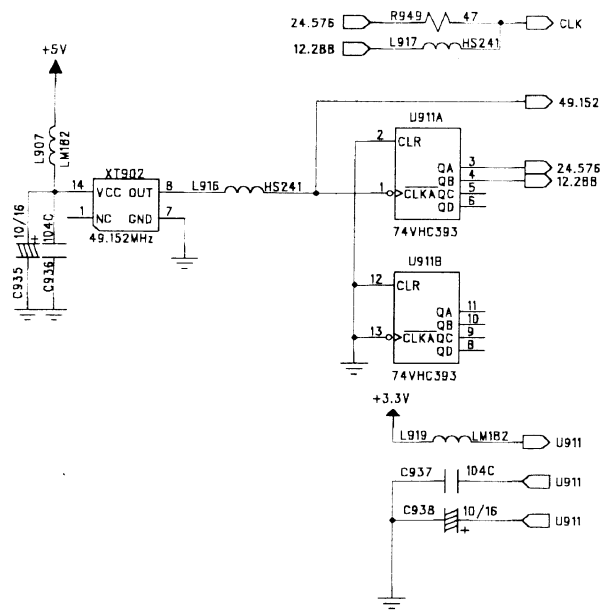 24.576 R949 47 CLK
12.288 L917 HS241
+5V
49.152
U911A
L907 LM182
2 CLR
XT902
QA 3 24.576
14 VCC OUT 8 L916 HS241 1 CLKA QB 4 12.288
QC 5
1 NC GND 7 QD 6
49.152MHz 74VHC393
10/16 104C
+
C935 C936
U911B
12 CLR
QA 11
QB 10
13 CLKA QC 9
QD 8
74VHC393
+3.3V
L919 LM182 U911
C937 104C U911
C938 10/16 U911
+